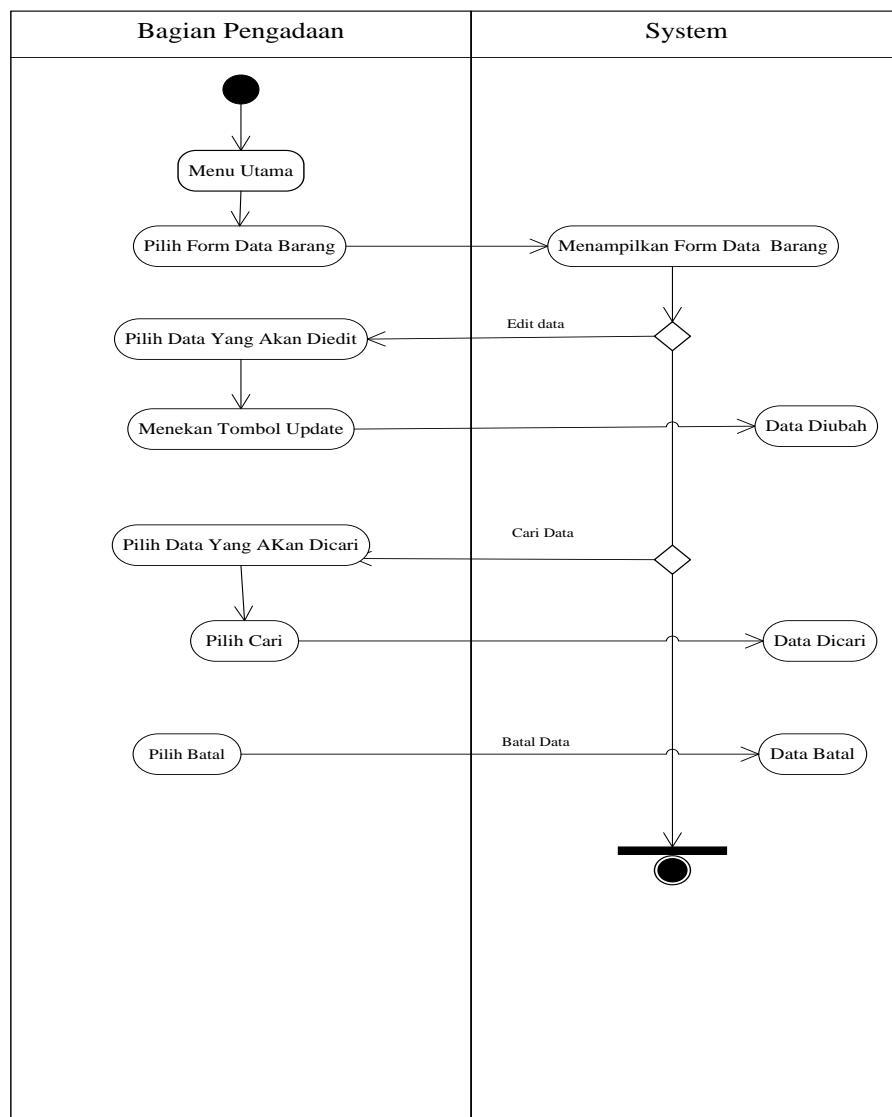 Bagian Pengadaan
System
Menu Utama
Pilih Form Data Barang
Menampilkan Form Data  Barang
Edit data
Pilih Data Yang Akan Diedit
Menekan Tombol Update
Data Diubah
Cari Data
Pilih Data Yang AKan Dicari
Pilih Cari
Data Dicari
Batal Data
Pilih Batal
Data Batal